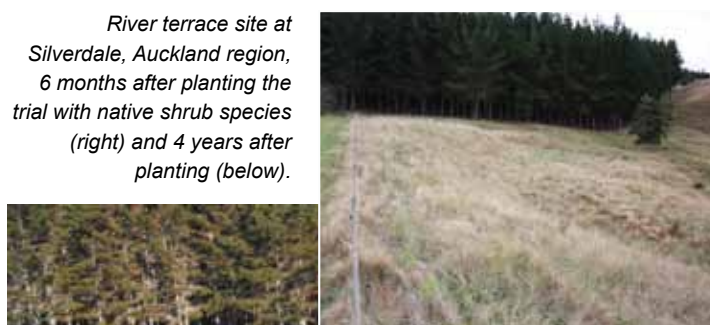 River terrace site at
Silverdale, Auckland region,
6 months after planting the
trial with native shrub species
(right) and 4 years after
planting (below).